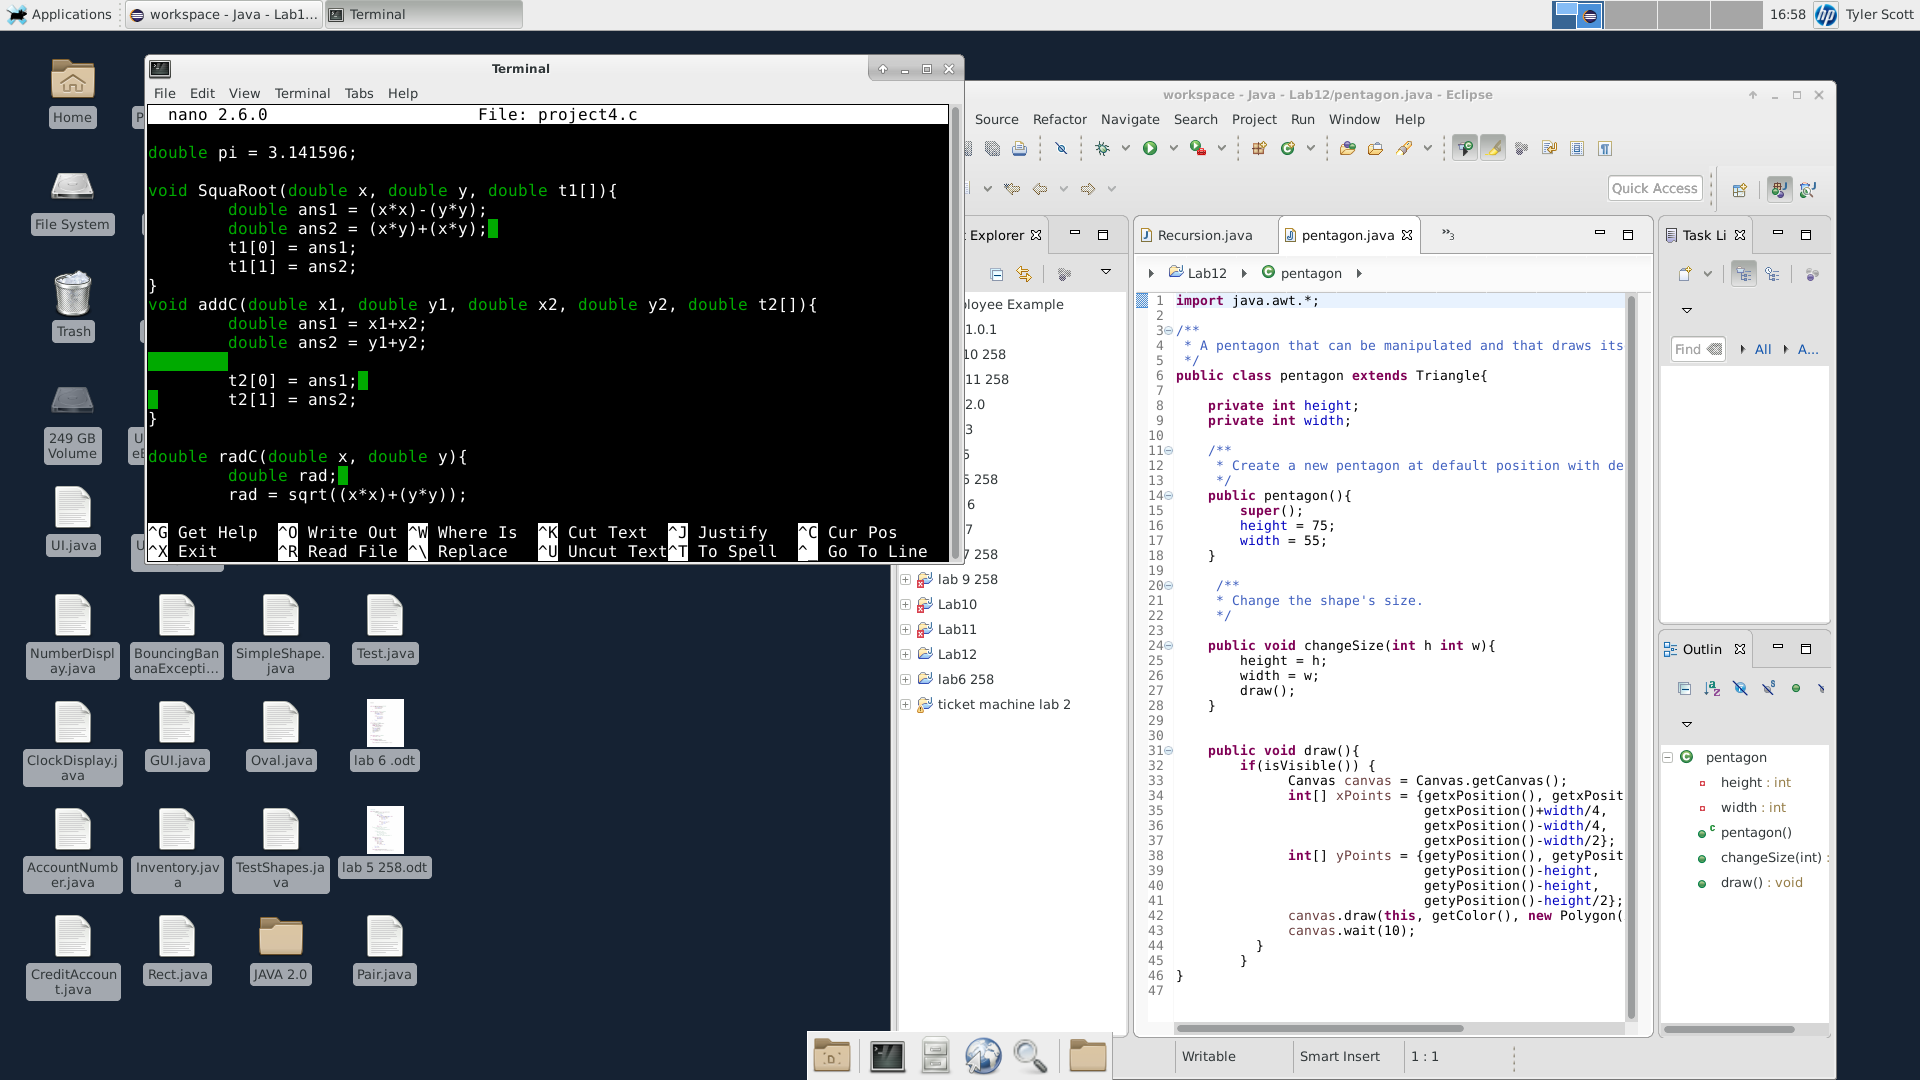 Applications
workspace - Java - Lab1...
Terminal
16:58
Tyler Scott
Home
File System
Trash
249 GB
Volume
UI.java
NumberDispl
ay.java
BouncingBan
anaExcepti...
SimpleShape.
java
Test.java
ClockDisplay.j
ava
GUI.java
Oval.java
lab 6 .odt
AccountNumb
er.java
Inventory.jav
a
TestShapes.ja
va
lab 5 258.odt
CreditAccoun
t.java
Rect.java
JAVA 2.0
Pair.java
Terminal
File Edit View Terminal Tabs Help
nano 2.6.0 File: project4.c
double pi = 3.141596;
void SquaRoot(double x, double y, double t1[]){
double ans1 = (x*x)-(y*y);
double ans2 = (x*y)+(x*y);
t1[0] = ans1;
t1[1] = ans2;
}
void addC(double x1, double y1, double x2, double y2, double t2[]){
double ans1 = x1+x2;
double ans2 = y1+y2;
t2[0] = ans1;
t2[1] = ans2;
}
double radC(double x, double y){
double rad;
rad = sqrt((x*x)+(y*y));
^G Get Help ^O Write Out ^W Where Is ^K Cut Text ^J Justify ^C Cur Pos
^X Exit ^R Read File ^\ Replace ^U Uncut Text ^T To Spell ^_ Go To Line
workspace - Java - Lab12/pentagon.java - Eclipse
Source Refactor Navigate Search Project Run Window Help
Quick Access
Explorer
ployee Example
1.0.1
10 258
11 258
2.0
3
5
5 258
6
7
7 258
lab 9 258
Lab10
Lab11
Lab12
lab6 258
ticket machine lab 2
Recursion.java
pentagon.java
»3
Lab12
pentagon
1 import java.awt.*;
2
3 /**
4 * A pentagon that can be manipulated and that draws its
5 */
6 public class pentagon extends Triangle{
7
8 private int height;
9 private int width;
10
11 /**
12 * Create a new pentagon at default position with de
13 */
14 public pentagon(){
15 super();
16 height = 75;
17 width = 55;
18 }
19
20 /**
21 * Change the shape's size.
22 */
23
24 public void changeSize(int h int w){
25 height = h;
26 width = w;
27 draw();
28 }
29
30
31 public void draw(){
32 if(isVisible()) {
33 Canvas canvas = Canvas.getCanvas();
34 int[] xPoints = {getxPosition(), getxPosit
35 getxPosition()+width/4,
36 getxPosition()-width/4,
37 getxPosition()-width/2};
38 int[] yPoints = {getyPosition(), getyPosit
39 getyPosition()-height,
40 getyPosition()-height,
41 getyPosition()-height/2};
42 canvas.draw(this, getColor(), new Polygon(
43 canvas.wait(10);
44 }
45 }
46 }
47
Writable
Smart Insert
1 : 1
Task Li
Find
All
A...
Outlin
pentagon
height : int
width : int
pentagon()
changeSize(int) :
draw() : void